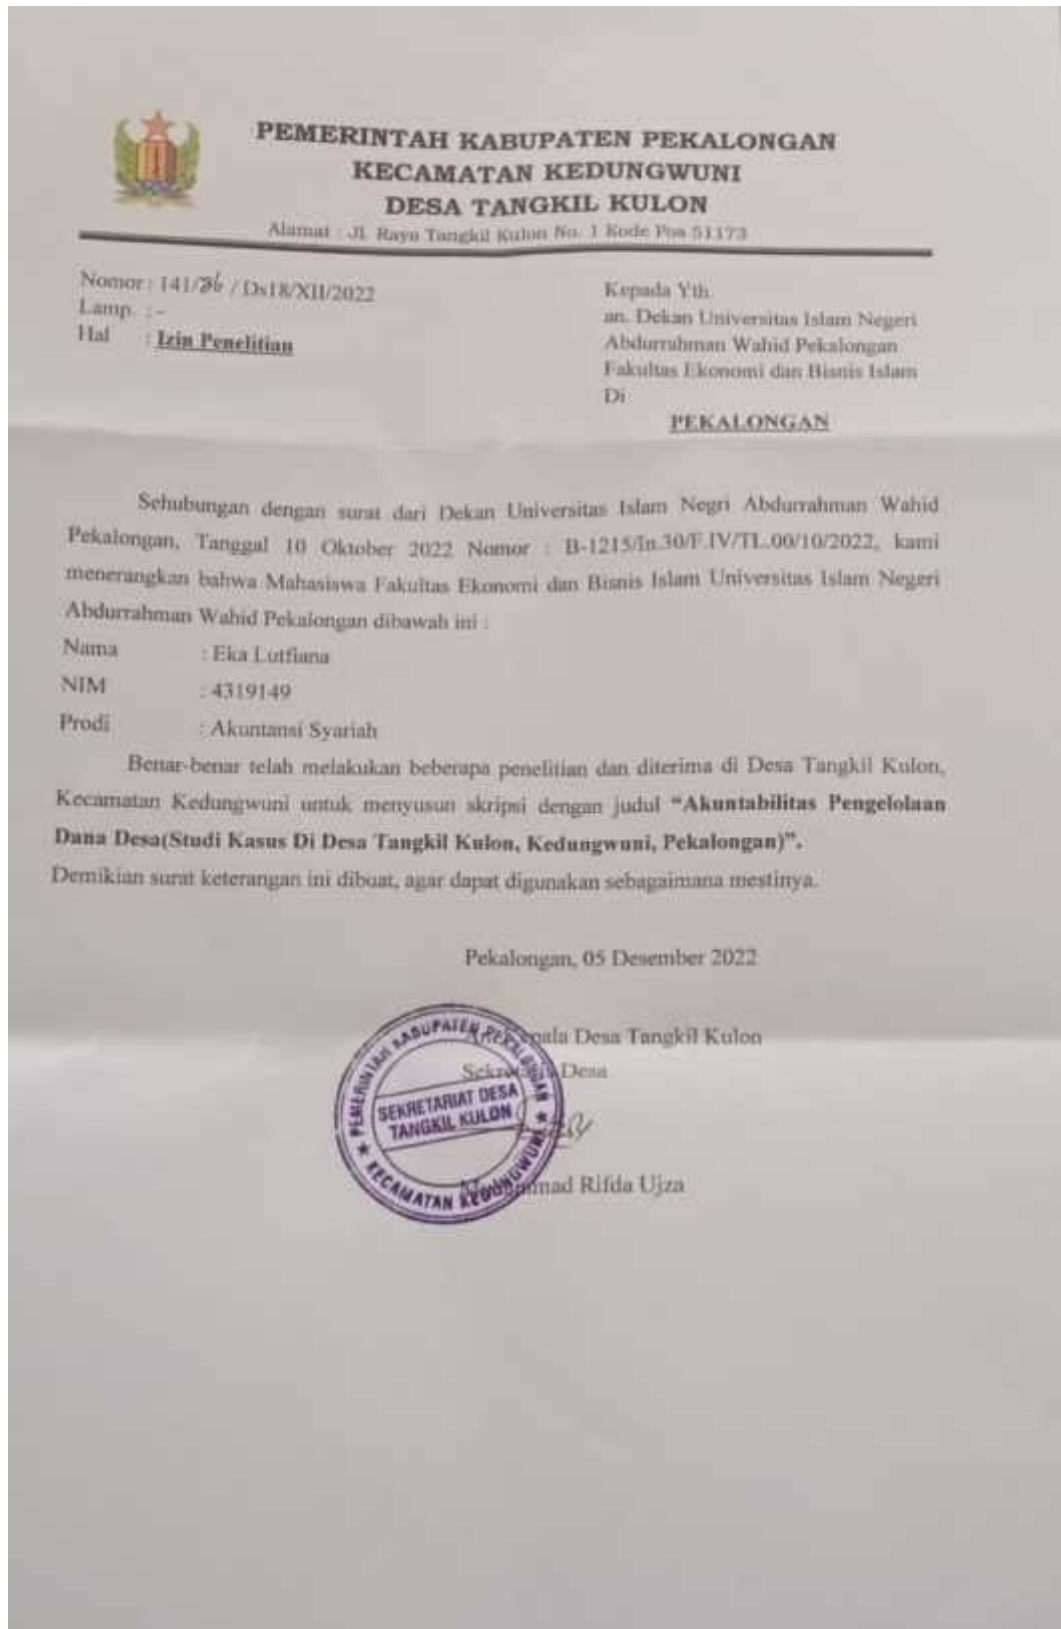 PEMERINTAH KABUPATEN PEKALONGAN
KECAMATAN KEDUNGWUNI
DESA TANGKIL KULON
Alamat : Jl. Raya Tangkil Kulon No. 1 Kode Pos 51173
Nomor : 141/ / Ds18/XII/2022
Lamp. : -
Hal : Izin Penelitian
Kepada Yth.
an. Dekan Universitas Islam Negeri
Abdurrahman Wahid Pekalongan
Fakultas Ekonomi dan Bisnis Islam
Di
PEKALONGAN
Sehubungan dengan surat dari Dekan Universitas Islam Negri Abdurrahman Wahid
Pekalongan, Tanggal 10 Oktober 2022 Nomor : B-1215/In.30/F.IV/TL.00/10/2022, kami
menerangkan bahwa Mahasiswa Fakultas Ekonomi dan Bisnis Islam Universitas Islam Negeri
Abdurrahman Wahid Pekalongan dibawah ini :
Nama : Eka Lutfiana
NIM : 4319149
Prodi : Akuntansi Syariah
Benar-benar telah melakukan beberapa penelitian dan diterima di Desa Tangkil Kulon,
Kecamatan Kedungwuni untuk menyusun skripsi dengan judul “Akuntabilitas Pengelolaan
Dana Desa(Studi Kasus Di Desa Tangkil Kulon, Kedungwuni, Pekalongan)”.
Demikian surat keterangan ini dibuat, agar dapat digunakan sebagaimana mestinya.
Pekalongan, 05 Desember 2022
Kepala Desa Tangkil Kulon
Sekretaris Desa
PEMERINTAH KABUPATEN PEKALONGAN
SEKRETARIAT DESA
TANGKIL KULON
KECAMATAN KEDUNGWUNI
Muhammad Rifda Ujza